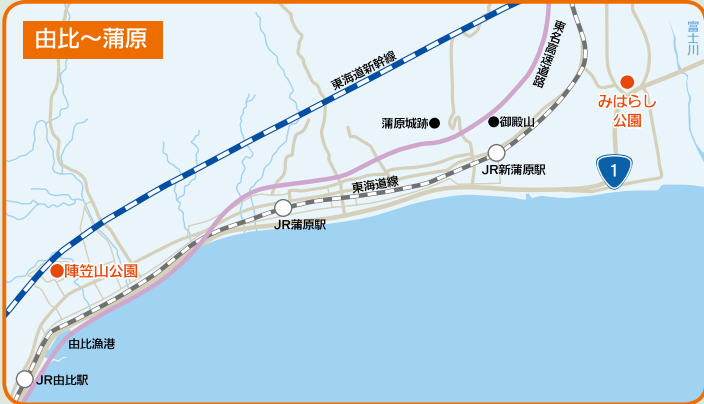 由比〜蒲原
東海道新幹線
東名高速道路
富士川
みはらし
公園
蒲原城跡
御殿山
JR新蒲原駅
1
東海道線
JR蒲原駅
陣笠山公園
由比漁港
JR由比駅